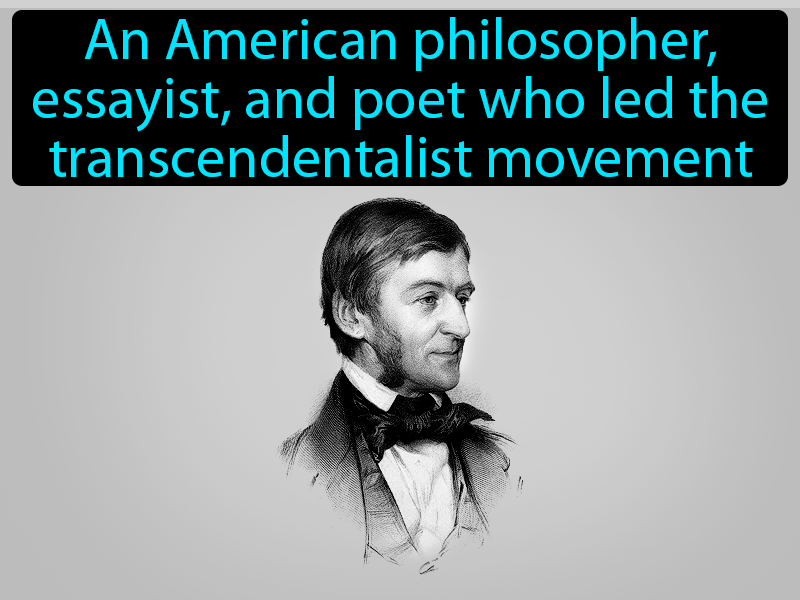 An American philosopher,
essayist, and poet who led the
transcendentalist movement